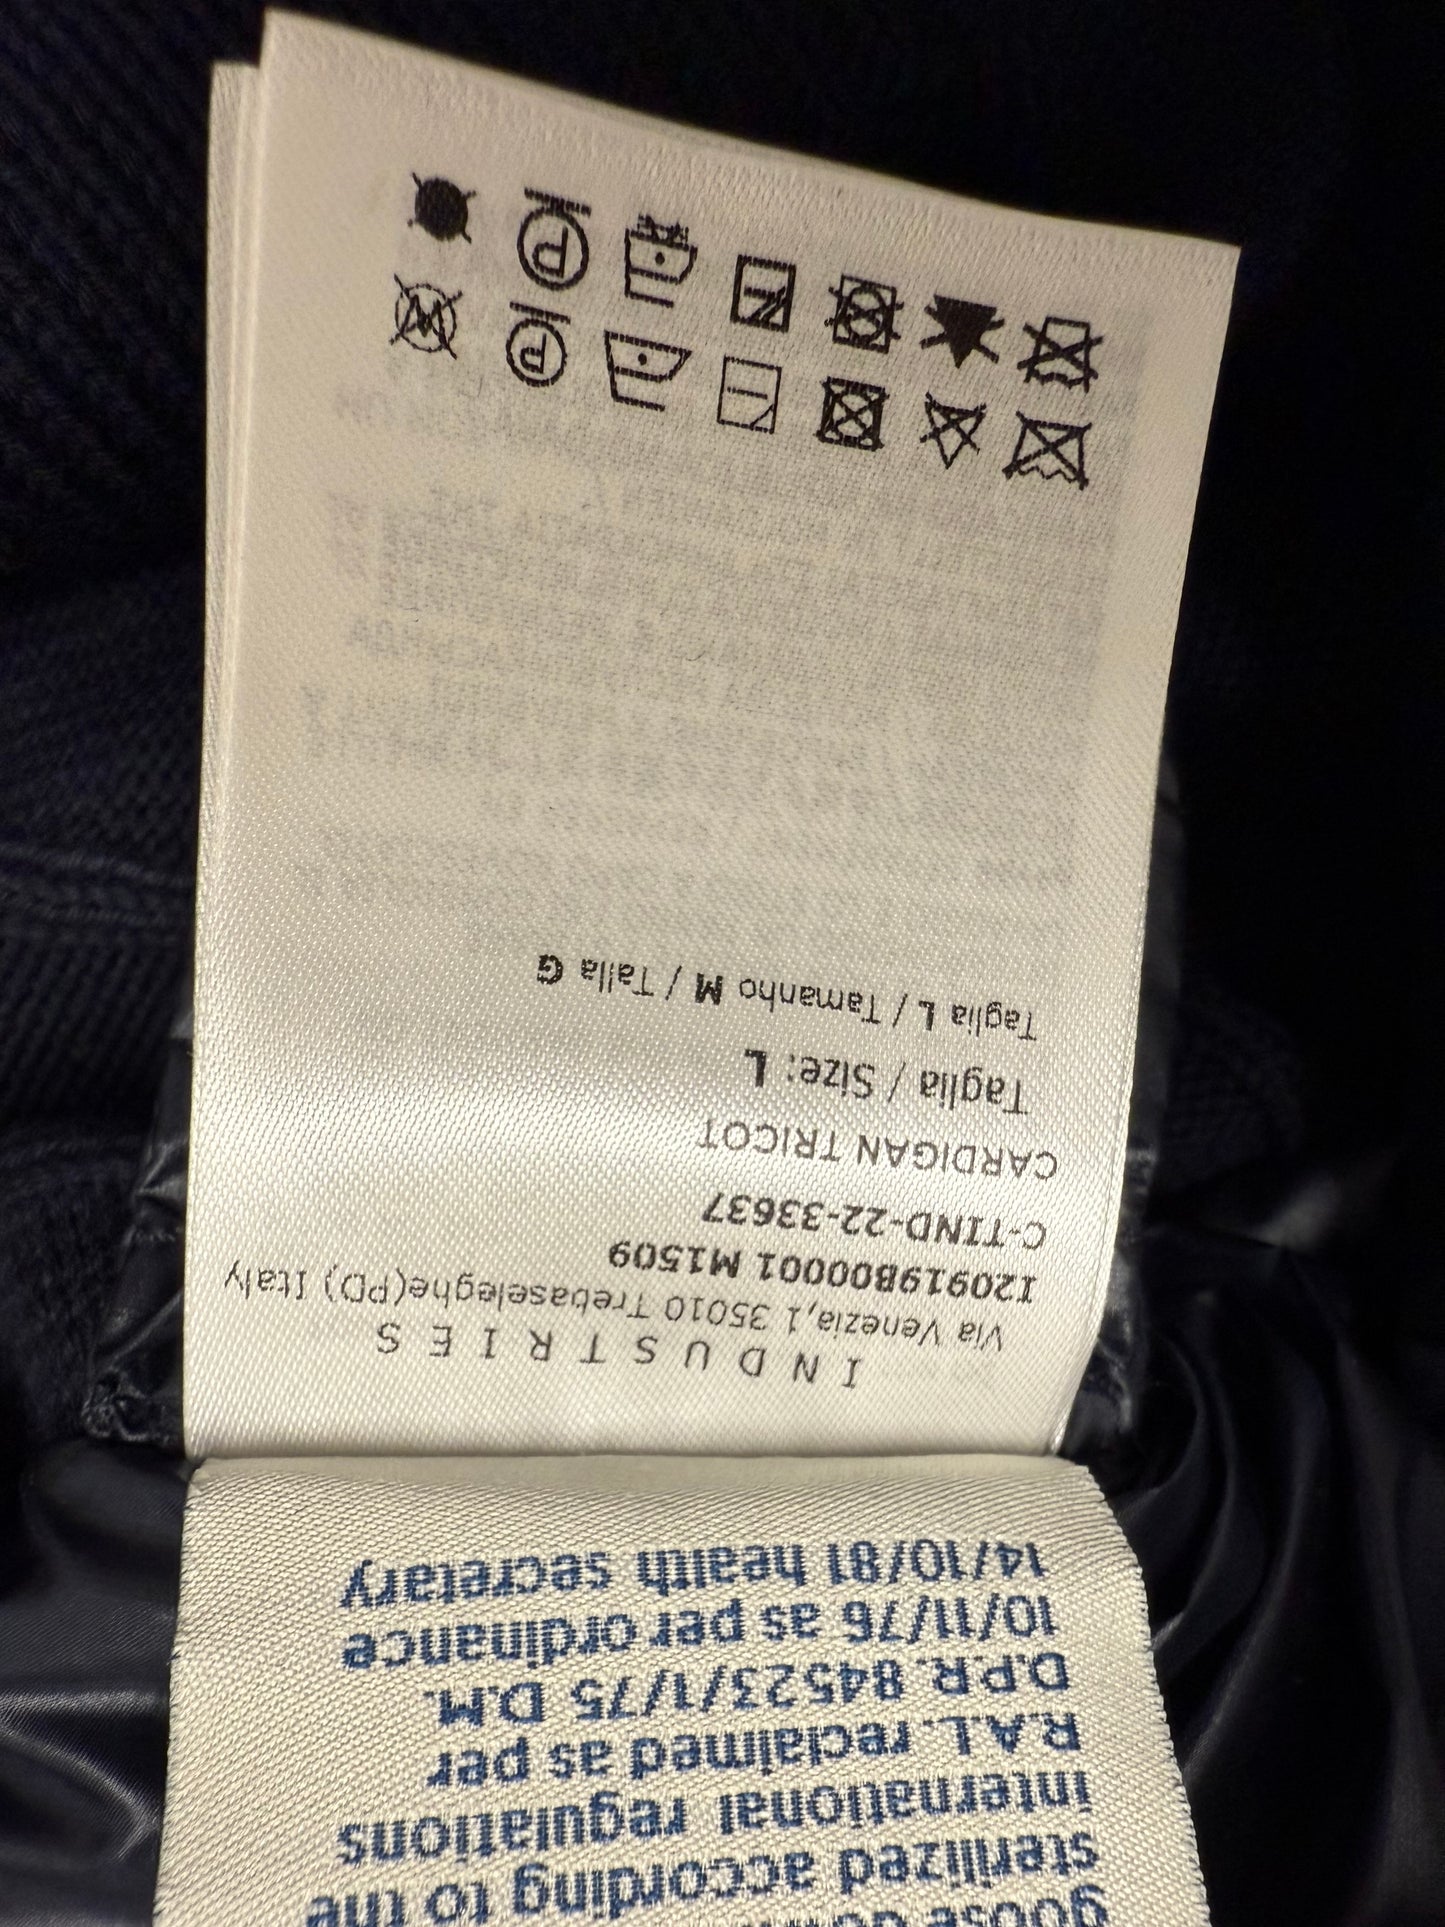 goose
sterilized according to the
international regulations
R.A.L. reclaimed as per
D.P.R. 84523/1/75 D.M.
10/11/76 as per ordinance
14/10/81 health secretary
INDUSTRIES
Via Venezia,1 35010 Trebaseleghe(PD) Italy
I20919B00001 M1509
C-TIND-22-33637
CARDIGAN TRICOT
Taglia / Size: L
Taglia L / Tamanho M / Talla G